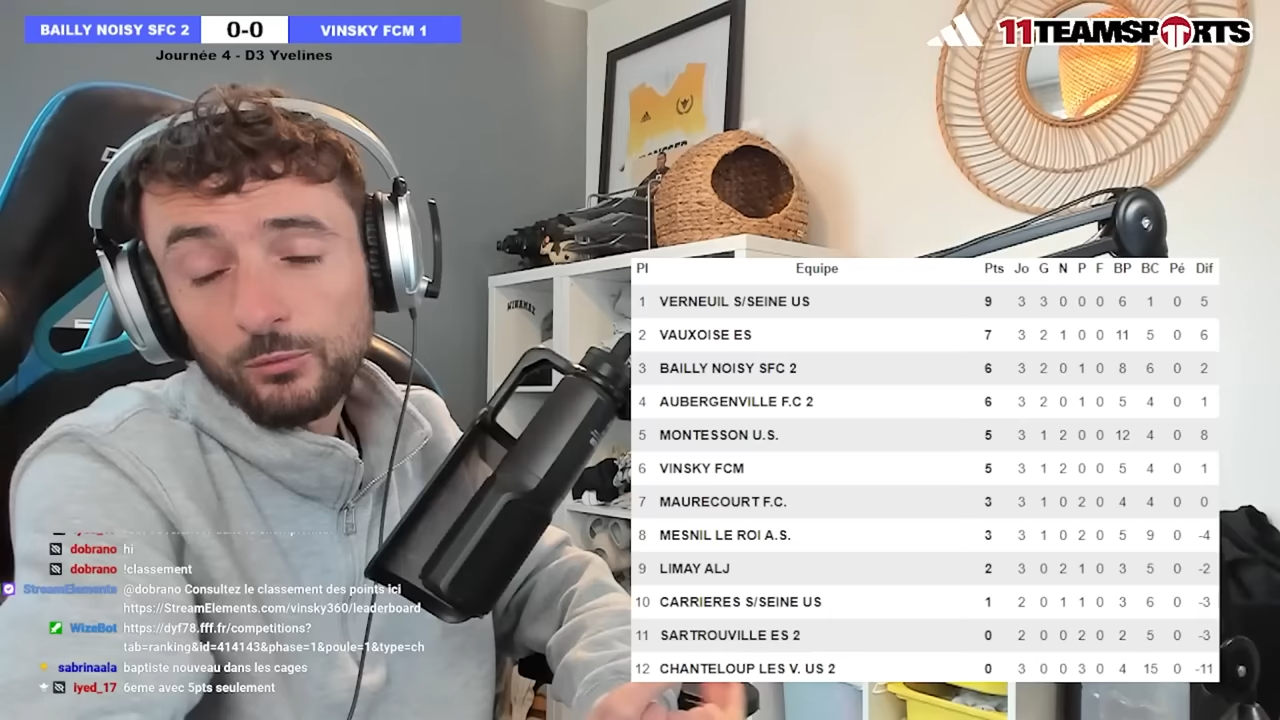 BAILLY NOISY SFC 2 0-0 VINSKY FCM 1
Journée 4 - D3 Yvelines
11TEAMSPORTS
WINAMAX
Pl Equipe Pts Jo G N P F BP BC Pé Dif
1 VERNEUIL S/SEINE US 9 3 3 0 0 0 6 1 0 5
2 VAUXOISE ES 7 3 2 1 0 0 11 5 0 6
3 BAILLY NOISY SFC 2 6 3 2 0 1 0 8 6 0 2
4 AUBERGENVILLE F.C 2 6 3 2 0 1 0 5 4 0 1
5 MONTESSON U.S. 5 3 1 2 0 0 12 4 0 8
6 VINSKY FCM 5 3 1 2 0 0 5 4 0 1
7 MAURECOURT F.C. 3 3 1 0 2 0 4 4 0 0
8 MESNIL LE ROI A.S. 3 3 1 0 2 0 5 9 0 -4
9 LIMAY ALJ 2 3 0 2 1 0 3 5 0 -2
10 CARRIERES S/SEINE US 1 2 0 1 1 0 3 6 0 -3
11 SARTROUVILLE ES 2 0 2 0 0 2 0 2 5 0 -3
12 CHANTELOUP LES V. US 2 0 3 0 0 3 0 4 15 0 -11
dobrano hi
dobrano !classement
StreamElements @dobrano Consultez le classement des points ici
https://StreamElements.com/vinsky360/leaderboard
WizeBot https://dyf78.fff.fr/competitions?
tab=ranking&id=414143&phase=1&poule=1&type=ch
sabrinaala baptiste nouveau dans les cages
iyed_17 6eme avec 5pts seulement